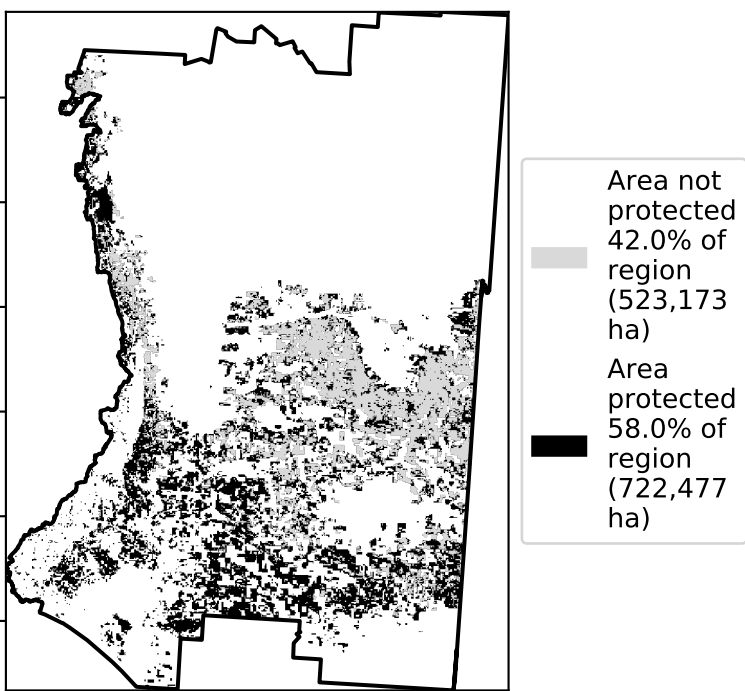 Area not
protected
42.0% of
region
(523,173
ha)
Area
protected
58.0% of
region
(722,477
ha)